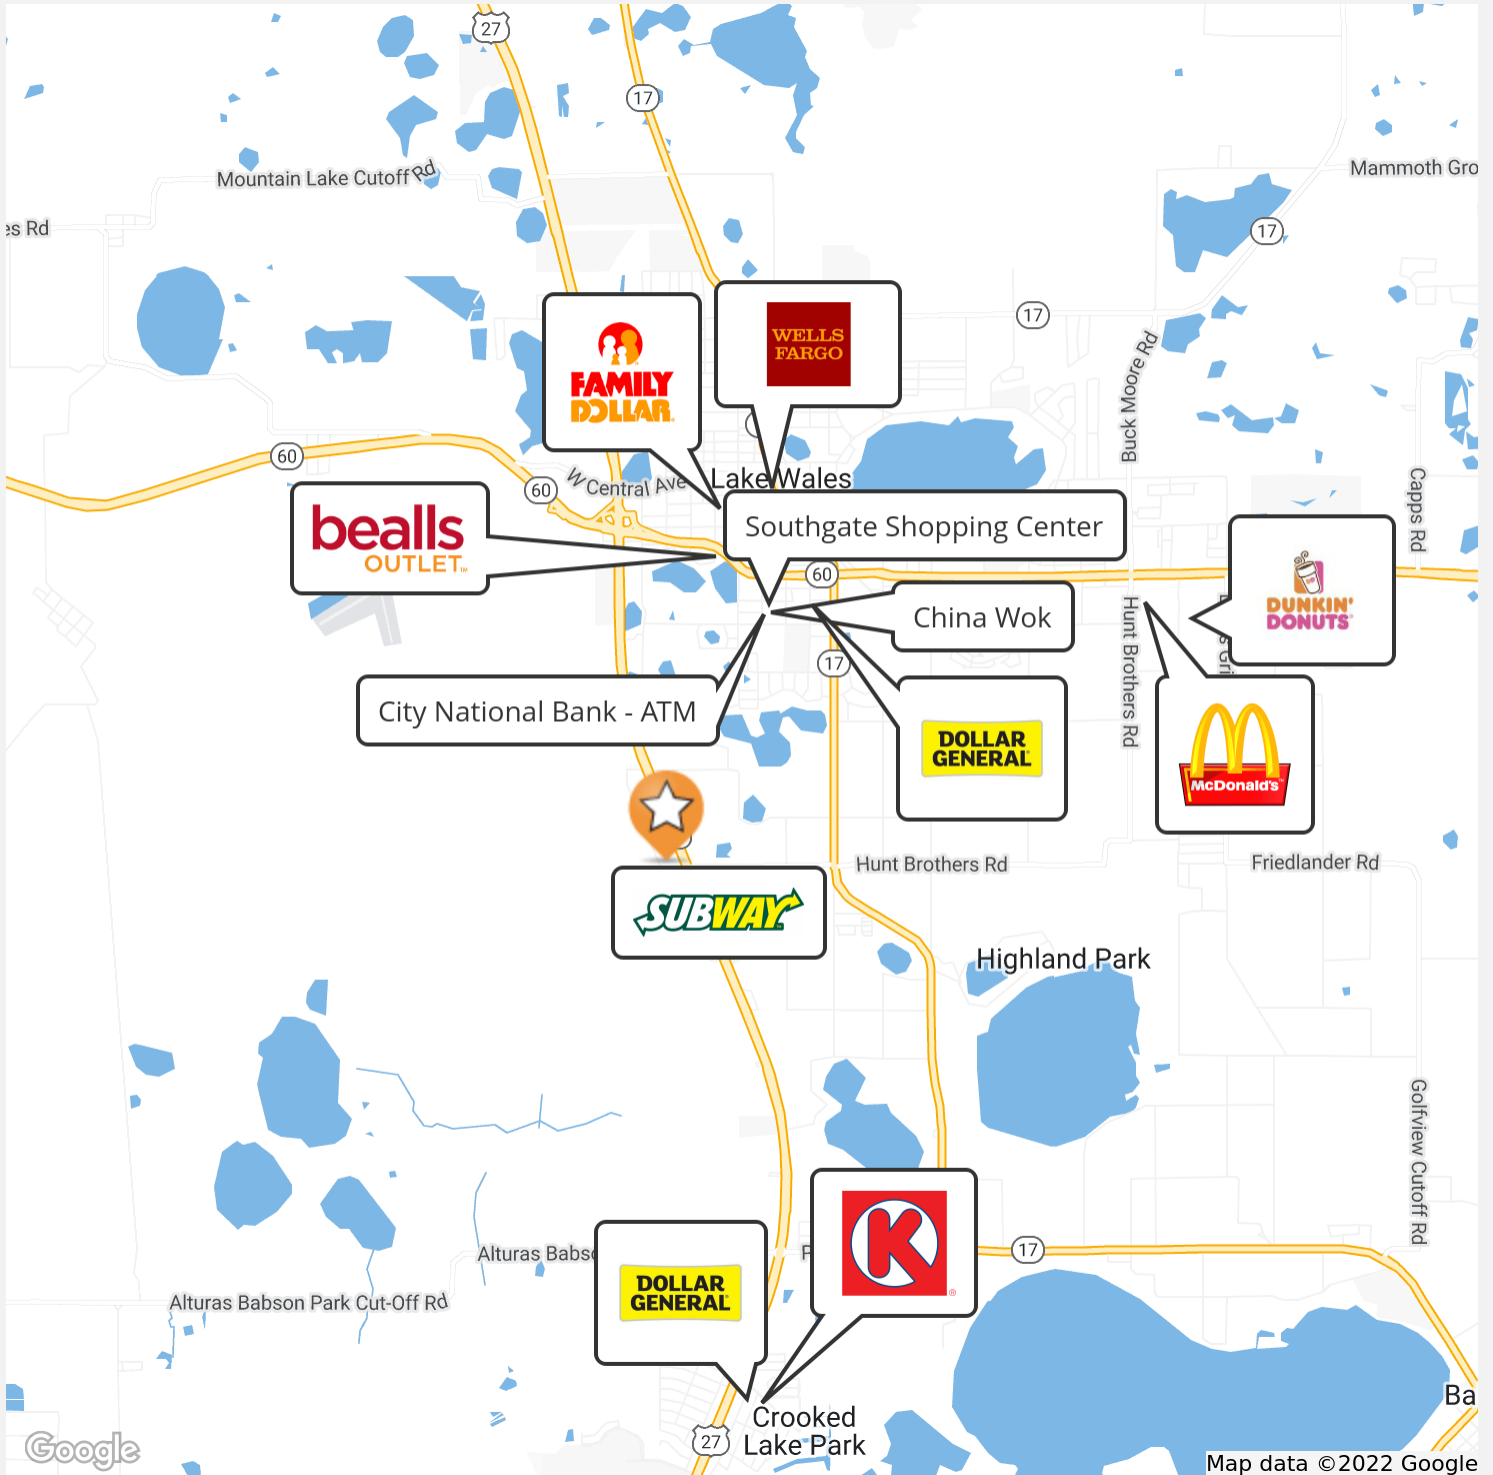 27
17
Mountain Lake Cutoff Rd
Mammoth Gro
es Rd
17
17
WELLS
FARGO
FAMILY
DOLLAR
Buck Moore Rd
60
60
W Central Ave
Lake Wales
Capps Rd
bealls
OUTLET
Southgate Shopping Center
60
DUNKIN'
DONUTS
China Wok
Hunt Brothers Rd
17
City National Bank - ATM
DOLLAR
GENERAL
McDonald's
Hunt Brothers Rd
Friedlander Rd
SUBWAY
Highland Park
Golfview Cutoff Rd
K
Alturas Babso
P
17
DOLLAR
GENERAL
Alturas Babson Park Cut-Off Rd
Ba
Crooked
Lake Park
27
Google
Map data ©2022 Google